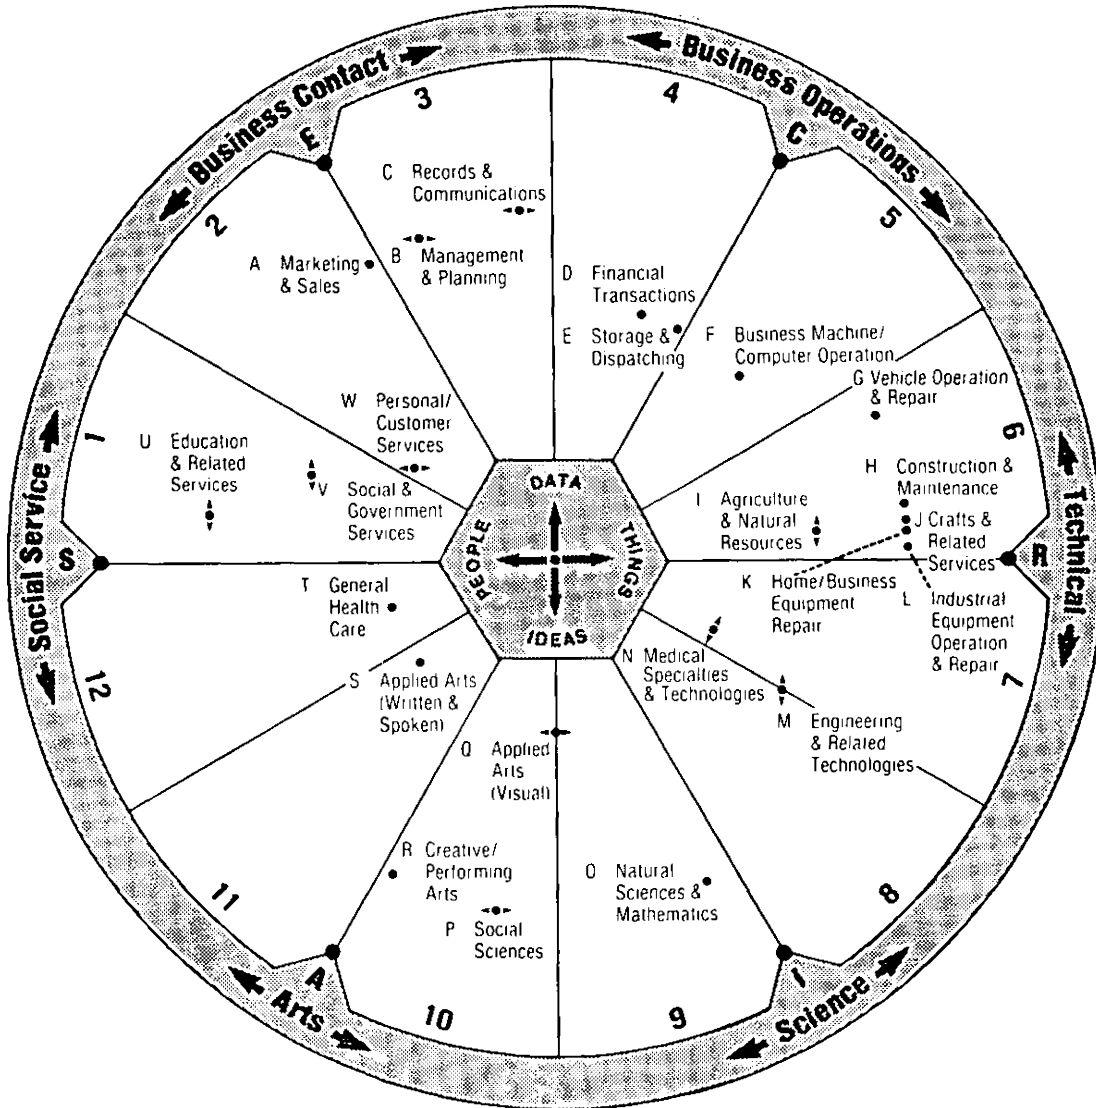 Business Contact
Business Operations
Technical
Science
Arts
Social Service
E
C
R
I
A
S
1
2
3
4
5
6
7
8
9
10
11
12
DATA
THINGS
IDEAS
PEOPLE
A Marketing
& Sales
B Management
& Planning
C Records &
Communications
D Financial
Transactions
E Storage &
Dispatching
F Business Machine/
Computer Operation
G Vehicle Operation
& Repair
H Construction &
Maintenance
I Agriculture
& Natural
Resources
J Crafts &
Related
Services
K Home/Business
Equipment
Repair
L Industrial
Equipment
Operation
& Repair
M Engineering
& Related
Technologies
N Medical
Specialties
& Technologies
O Natural
Sciences &
Mathematics
P Social
Sciences
Q Applied
Arts
(Visual)
R Creative/
Performing
Arts
S Applied Arts
(Written &
Spoken)
T General
Health
Care
U Education
& Related
Services
V Social &
Government
Services
W Personal/
Customer
Services